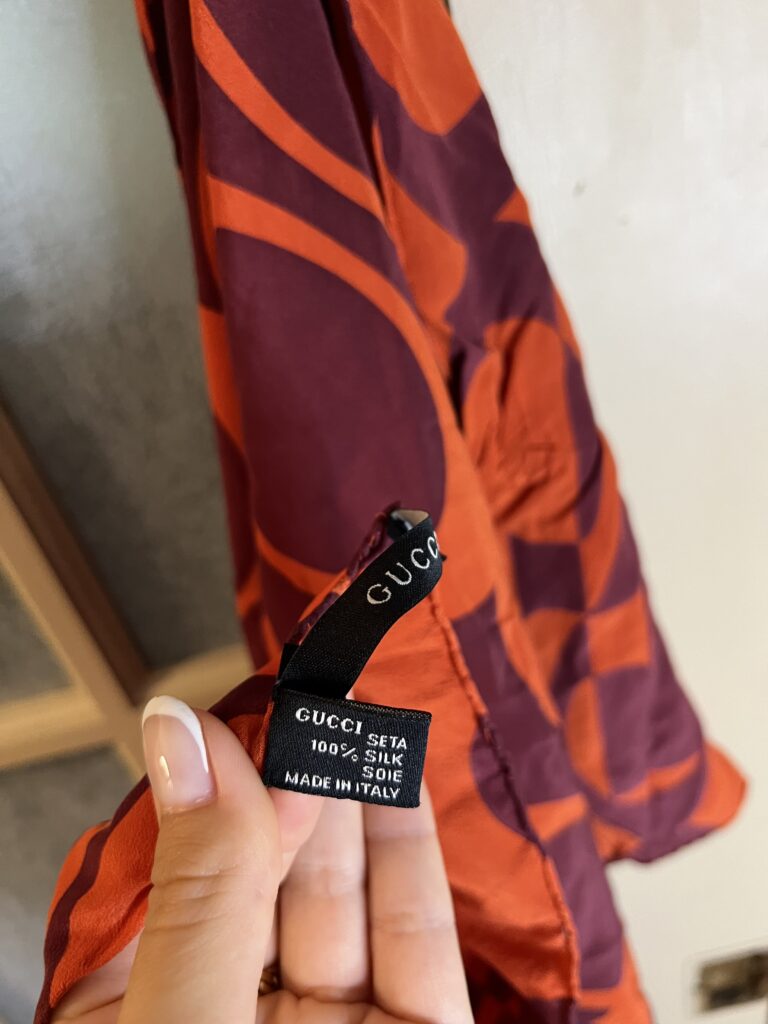 GUCCI
GUCCI SETA
100% SILK
SOIE
MADE IN ITALY